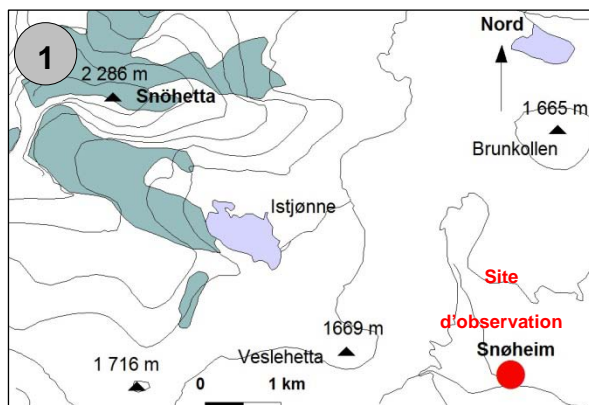 1
2 286 m
Snöhetta
Nord
1 665 m
Brunkollen
Istjønne
Site
d'observation
Snøheim
1669 m
Veslehetta
1 716 m
0 1 km